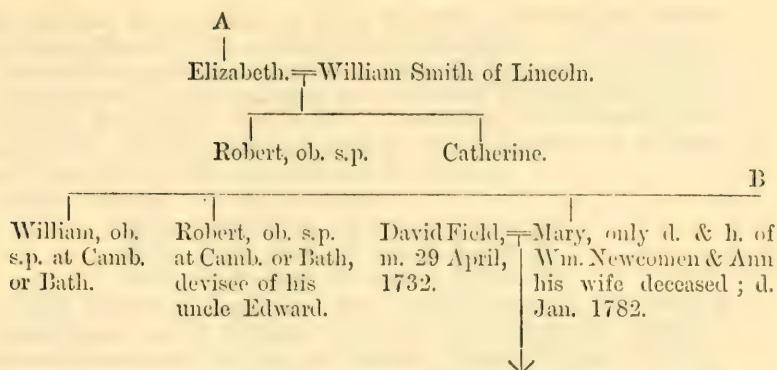 A
Elizabeth.=William Smith of Lincoln.
Robert, ob. s.p. Catherine.
B
William, ob.
s.p. at Camb.
or Bath.
Robert, ob. s.p.
at Camb. or Bath,
devisee of his
uncle Edward.
David Field,=
m. 29 April,
1732.
Mary, only d. & h. of
Wm. Newcomen & Ann
his wife deceased; d.
Jan. 1782.